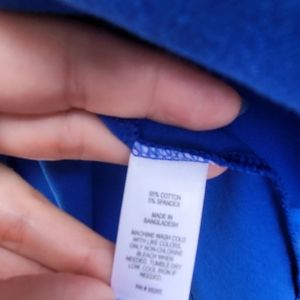 95% COTTON
5% SPANDEX
MADE IN
BANGLADESH
MACHINE WASH COLD
WITH LIKE COLORS.
ONLY NON-CHLORINE
BLEACH WHEN
NEEDED. TUMBLE DRY
LOW. COOL IRON IF
NEEDED.
RN #